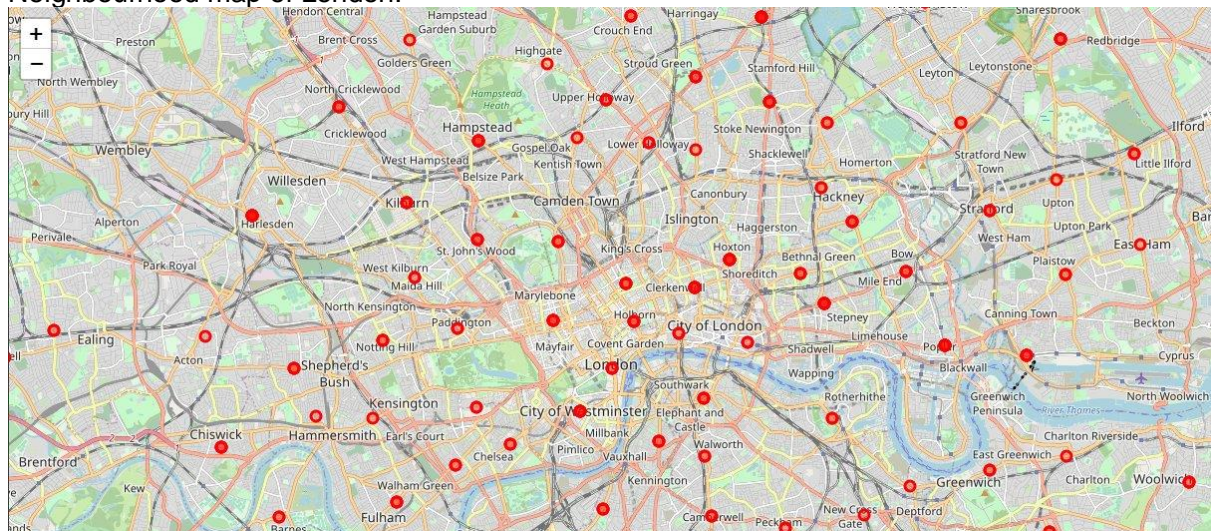 Neighbourhood map of London:
Hendon Central
Hampstead
Garden Suburb
Crouch End
Harringay
Snaresbrook
+
−
Preston
Brent Cross
Golders Green
Highgate
Stroud Green
Stamford Hill
Leyton
Leytonstone
Redbridge
North Wembley
North Cricklewood
Hampstead
Heath
Upper Holloway
bury Hill
Cricklewood
Hampstead
Stoke Newington
Ilford
Wembley
West Hampstead
Gospel Oak
Lower Holloway
Kentish Town
Shacklewell
Homerton
Stratford New
Town
Little Ilford
Willesden
Belsize Park
Canonbury
Kilburn
Camden Town
Hackney
Upton
Alperton
Harlesden
Islington
Stratford
Haggerston
Upton Park
Perivale
St. John's Wood
King's Cross
Hoxton
West Ham
East Ham
Park Royal
West Kilburn
Shoreditch
Bethnal Green
Bow
Plaistow
Maida Hill
Clerkenwell
Mile End
North Kensington
Marylebone
Stepney
Canning Town
Paddington
Holborn
City of London
Beckton
Ealing
Acton
Notting Hill
Mayfair
Covent Garden
Shadwell
Limehouse
Poplar
Cyprus
Shepherd's
Bush
London
Wapping
Blackwall
Southwark
Rotherhithe
Greenwich
Peninsula
North Woolwich
Kensington
City of Westminster
Elephant and
Castle
River Thames
Chiswick
Hammersmith
Earl's Court
Millbank
Pimlico
Walworth
Charlton Riverside
Brentford
Chelsea
Vauxhall
East Greenwich
Kew
Walham Green
Kennington
Greenwich
Charlton
Woolwich
Barnes
Fulham
Camberwell
Peckham
New Cross
Gate
Deptford